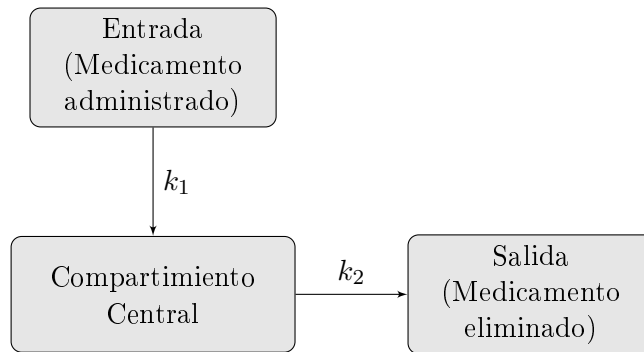 Entrada
(Medicamento
administrado)
k₁
Compartimiento
Central
k₂
Salida
(Medicamento
eliminado)